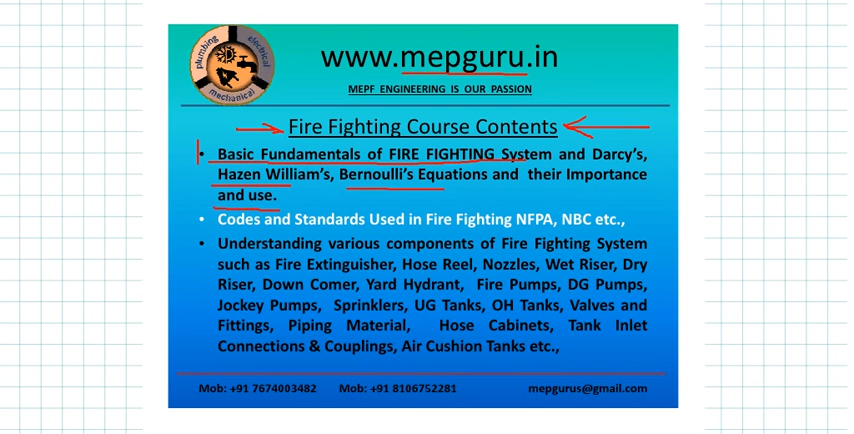 plumbing electrical
mechanical
www.mepguru.in
MEPF ENGINEERING IS OUR PASSION
Fire Fighting Course Contents
• Basic Fundamentals of FIRE FIGHTING System and Darcy’s,
Hazen William’s, Bernoulli’s Equations and their Importance
and use.
• Codes and Standards Used in Fire Fighting NFPA, NBC etc.,
• Understanding various components of Fire Fighting System
such as Fire Extinguisher, Hose Reel, Nozzles, Wet Riser, Dry
Riser, Down Comer, Yard Hydrant, Fire Pumps, DG Pumps,
Jockey Pumps, Sprinklers, UG Tanks, OH Tanks, Valves and
Fittings, Piping Material, Hose Cabinets, Tank Inlet
Connections & Couplings, Air Cushion Tanks etc.,
Mob: +91 7674003482 Mob: +91 8106752281 mepgurus@gmail.com